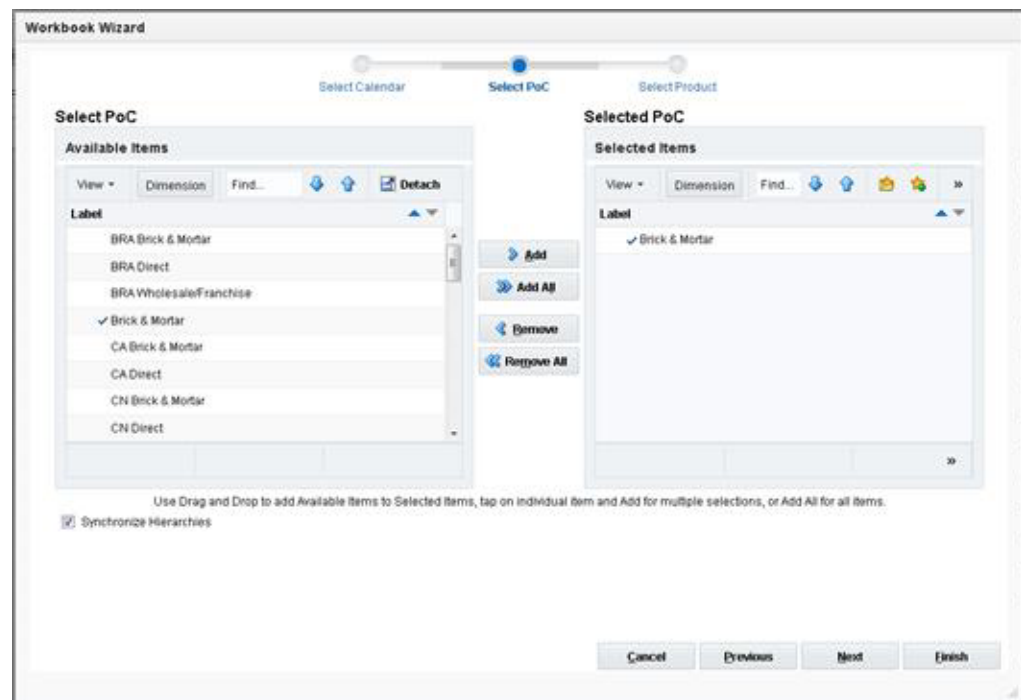 Workbook Wizard
Select Calendar
Select PoC
Select Product
Select PoC
Available Items
View
Dimension
Find...
Detach
Label
BRA Brick & Mortar
BRA Direct
BRA Wholesale/Franchise
Brick & Mortar
CA Brick & Mortar
CA Direct
CN Brick & Mortar
CN Direct
Add
Add All
Remove
Remove All
Selected PoC
Selected Items
View
Dimension
Find...
»
Label
Brick & Mortar
»
Use Drag and Drop to add Available Items to Selected Items, tap on individual item and Add for multiple selections, or Add All for all items.
Synchronize Hierarchies
Cancel
Previous
Next
Finish